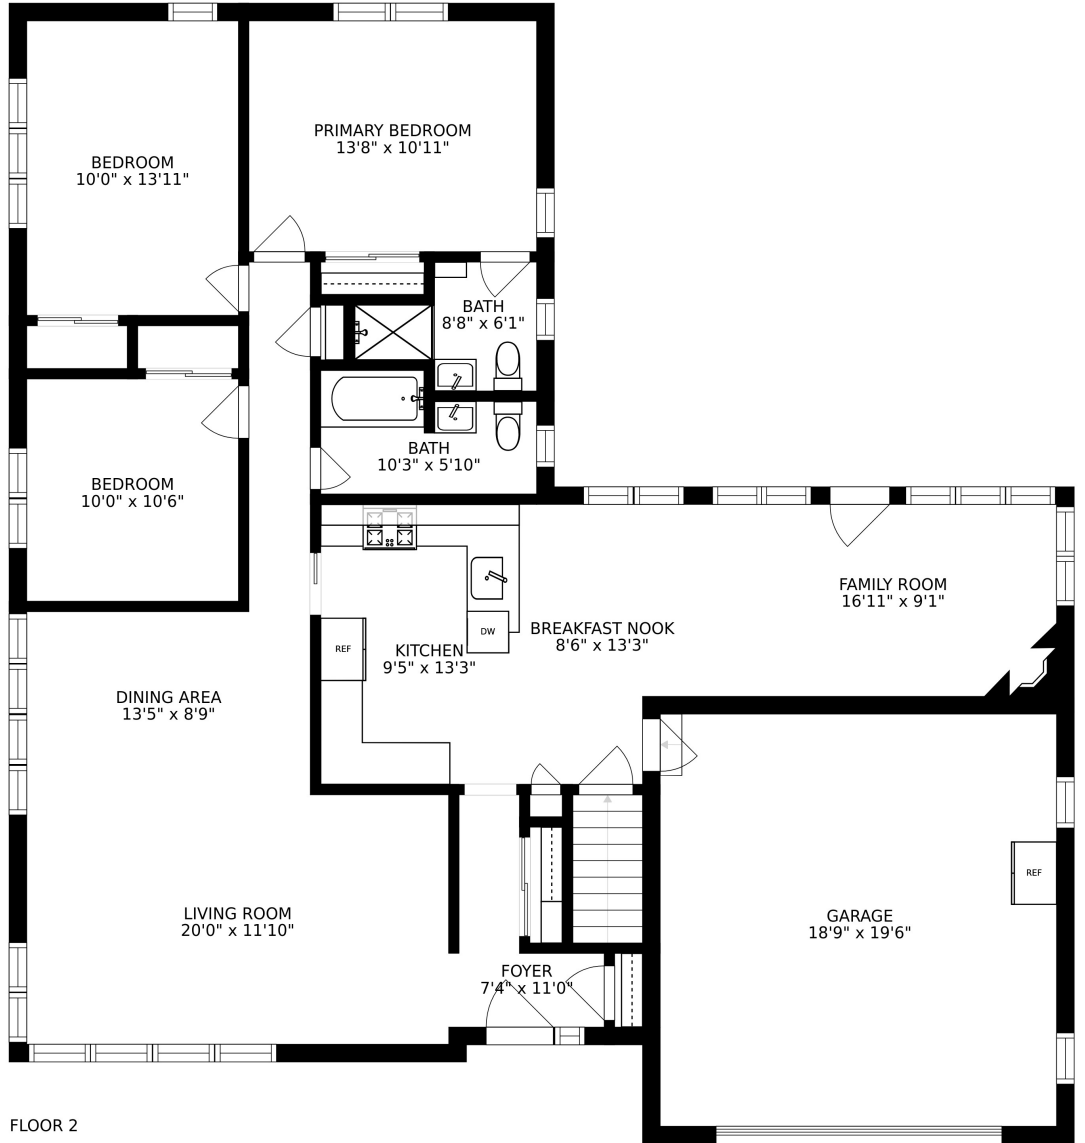 PRIMARY BEDROOM
13'8" x 10'11"
BEDROOM
10'0" x 13'11"
BATH
8'8" x 6'1"
BATH
10'3" x 5'10"
BEDROOM
10'0" x 10'6"
FAMILY ROOM
16'11" x 9'1"
BREAKFAST NOOK
8'6" x 13'3"
DW
REF
KITCHEN
9'5" x 13'3"
DINING AREA
13'5" x 8'9"
REF
LIVING ROOM
20'0" x 11'10"
GARAGE
18'9" x 19'6"
FOYER
7'4" x 11'0"
FLOOR 2